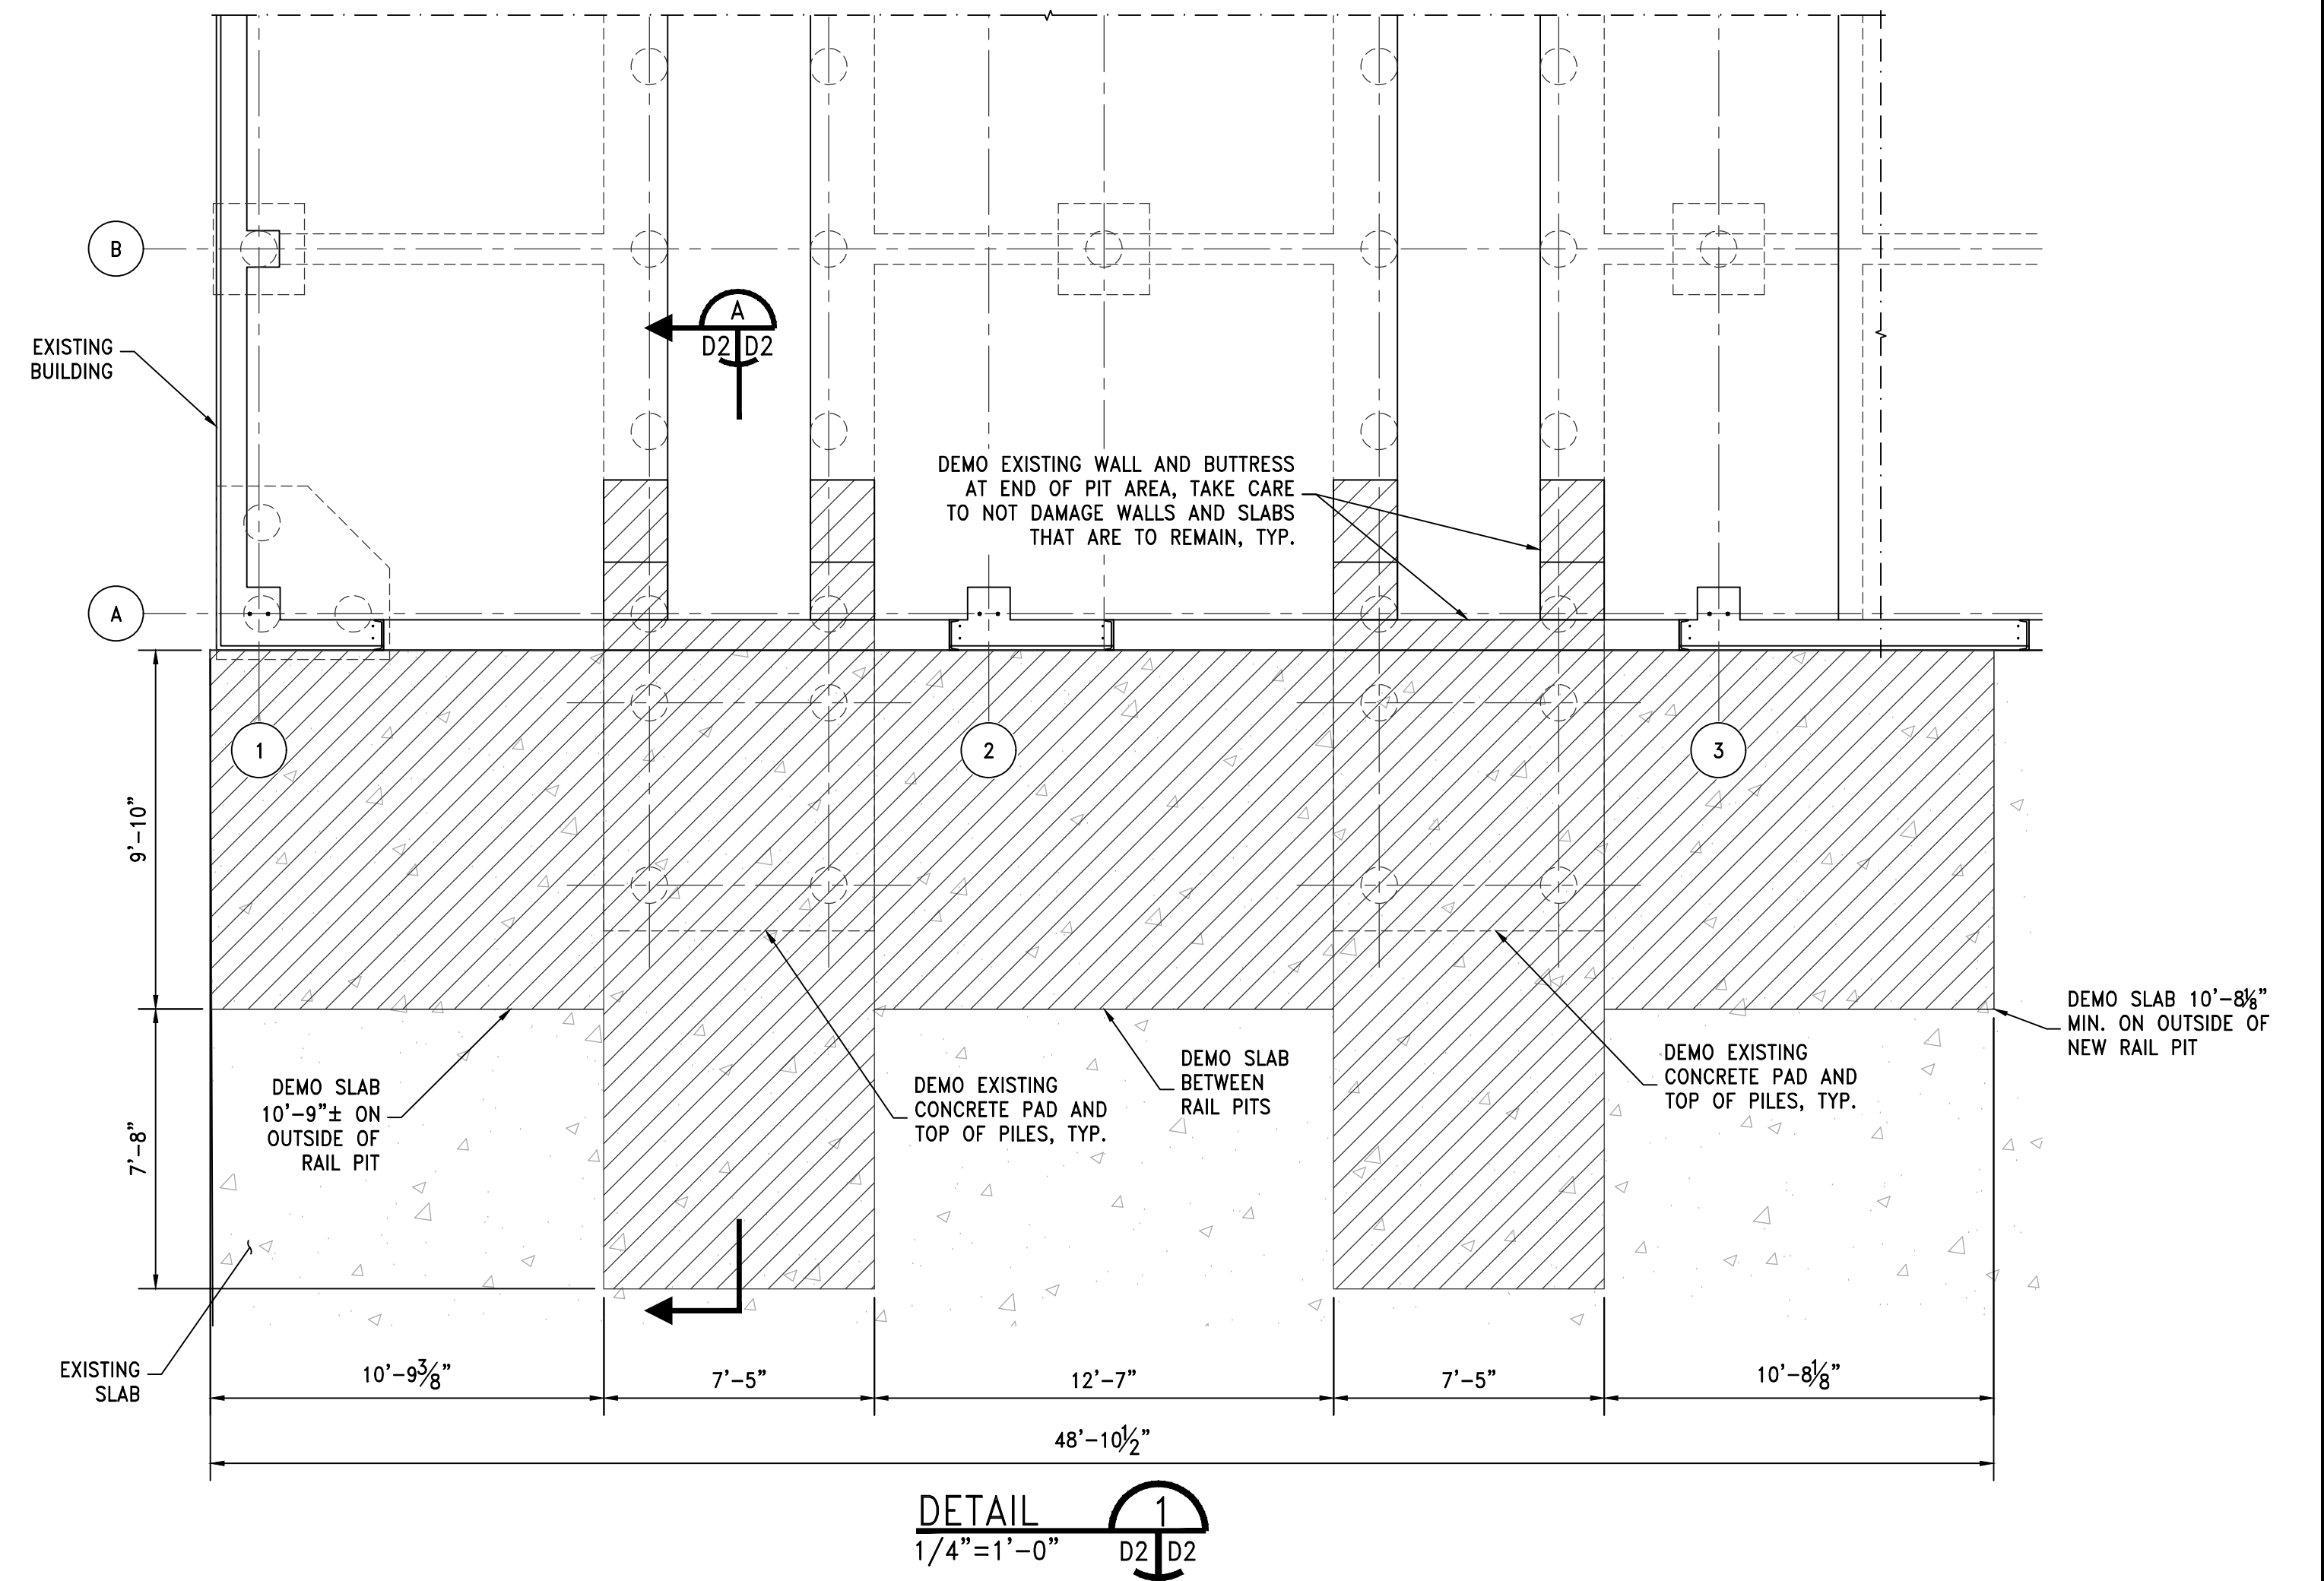 B
A
D2 D2
EXISTING
BUILDING
DEMO EXISTING WALL AND BUTTRESS
AT END OF PIT AREA, TAKE CARE
TO NOT DAMAGE WALLS AND SLABS
THAT ARE TO REMAIN, TYP.
A
1
2
3
9'-10"
7'-8"
DEMO SLAB 10'-8⅛"
MIN. ON OUTSIDE OF
NEW RAIL PIT
DEMO SLAB
10'-9"± ON
OUTSIDE OF
RAIL PIT
DEMO EXISTING
CONCRETE PAD AND
TOP OF PILES, TYP.
DEMO SLAB
BETWEEN
RAIL PITS
DEMO EXISTING
CONCRETE PAD AND
TOP OF PILES, TYP.
EXISTING
SLAB
10'-9⅜"
7'-5"
12'-7"
7'-5"
10'-8⅛"
48'-10½"
DETAIL
1/4"=1'-0"
1
D2 D2